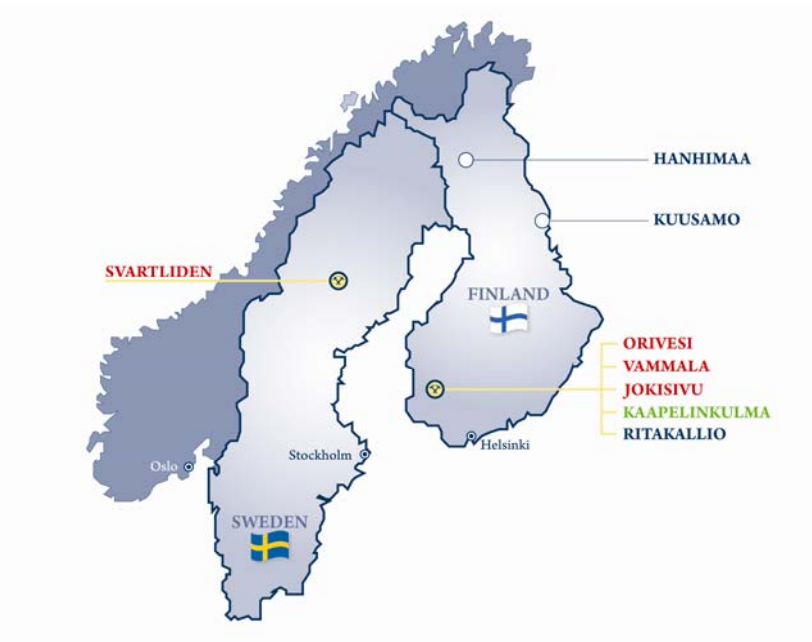 HANHIMAA
KUUSAMO
SVARTLIDEN
FINLAND
ORIVESI
VAMMALA
JOKISIVU
KAAPELINKULMA
RITAKALLIO
Helsinki
Stockholm
Oslo
SWEDEN